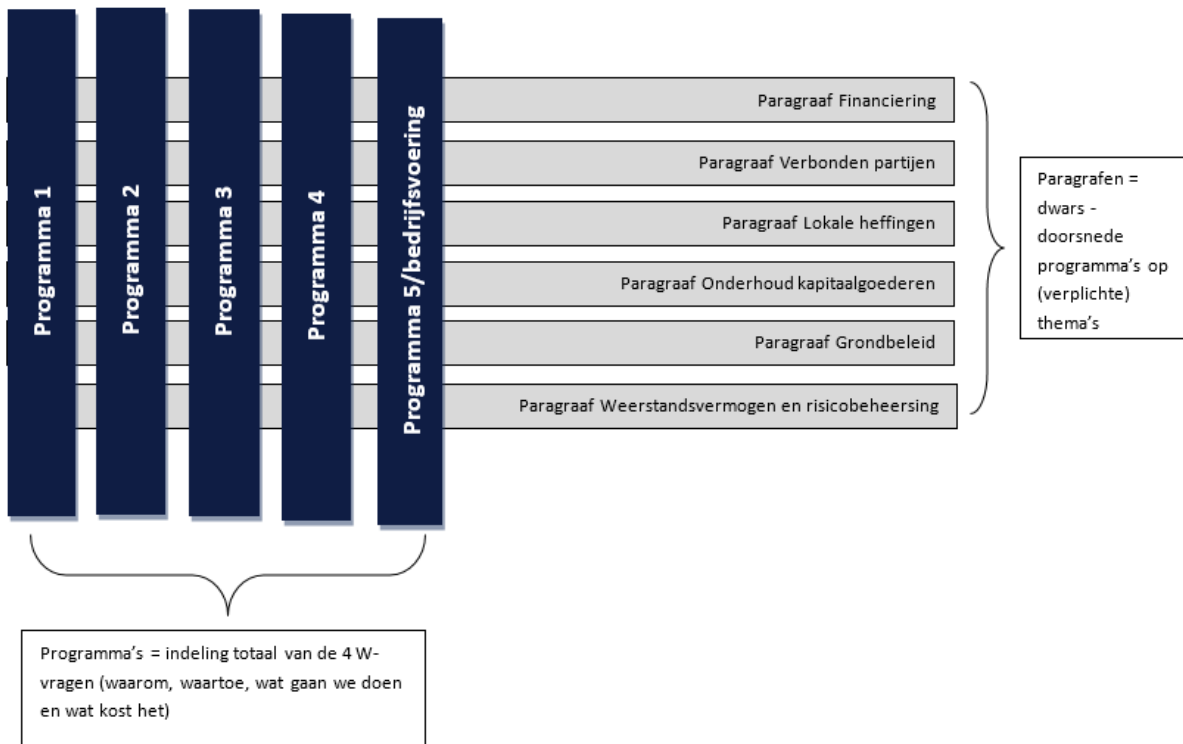 Programma 1
Programma 2
Programma 3
Programma 4
Programma 5/bedrijfsvoering
Paragraaf Financiering
Paragraaf Verbonden partijen
Paragraaf Lokale heffingen
Paragraaf Onderhoud kapitaalgoederen
Paragraaf Grondbeleid
Paragraaf Weerstandsvermogen en risicobeheersing
Paragrafen =
dwars -
doorsnede
programma’s op
(verplichte)
thema’s
Programma’s = indeling totaal van de 4 W-
vragen (waarom, waartoe, wat gaan we doen
en wat kost het)